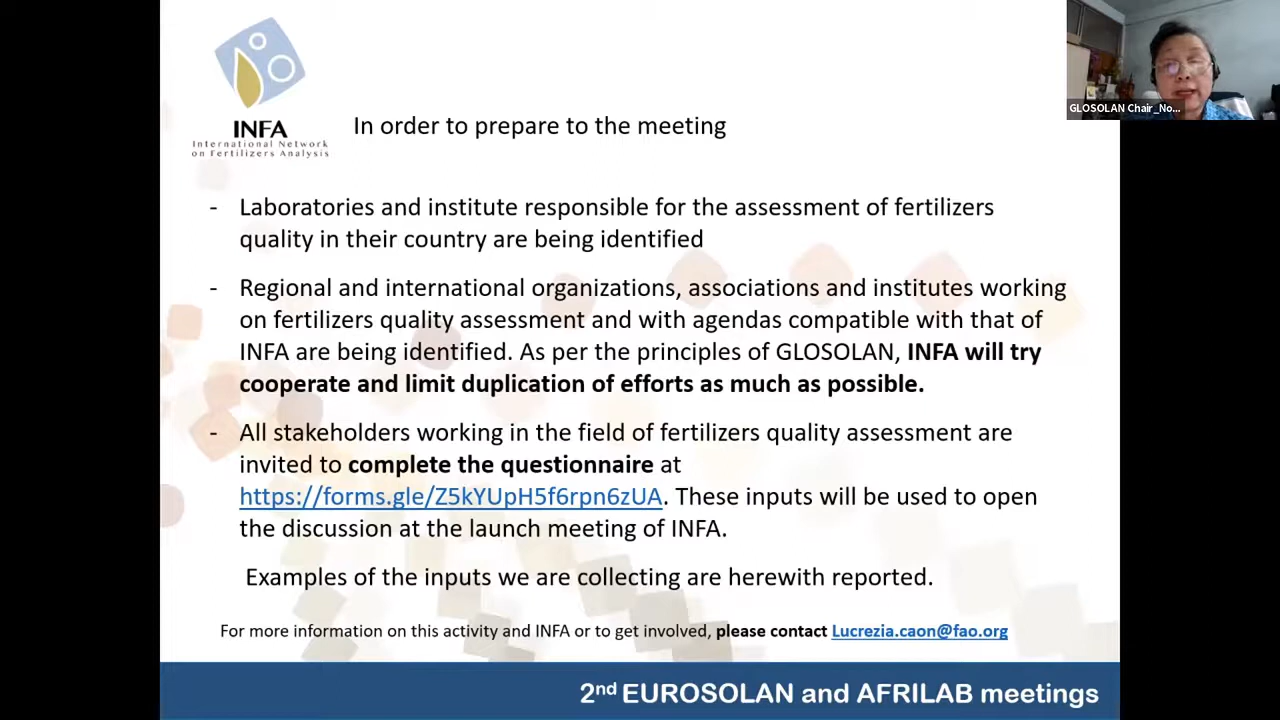 GLOSOLAN Chair_No...
INFA
International Network
on Fertilizers Analysis
In order to prepare to the meeting
- Laboratories and institute responsible for the assessment of fertilizers
quality in their country are being identified
- Regional and international organizations, associations and institutes working
on fertilizers quality assessment and with agendas compatible with that of
INFA are being identified. As per the principles of GLOSOLAN, INFA will try
cooperate and limit duplication of efforts as much as possible.
- All stakeholders working in the field of fertilizers quality assessment are
invited to complete the questionnaire at
https://forms.gle/Z5kYUpH5f6rpn6zUA. These inputs will be used to open
the discussion at the launch meeting of INFA.
Examples of the inputs we are collecting are herewith reported.
For more information on this activity and INFA or to get involved, please contact Lucrezia.caon@fao.org
2nd EUROSOLAN and AFRILAB meetings